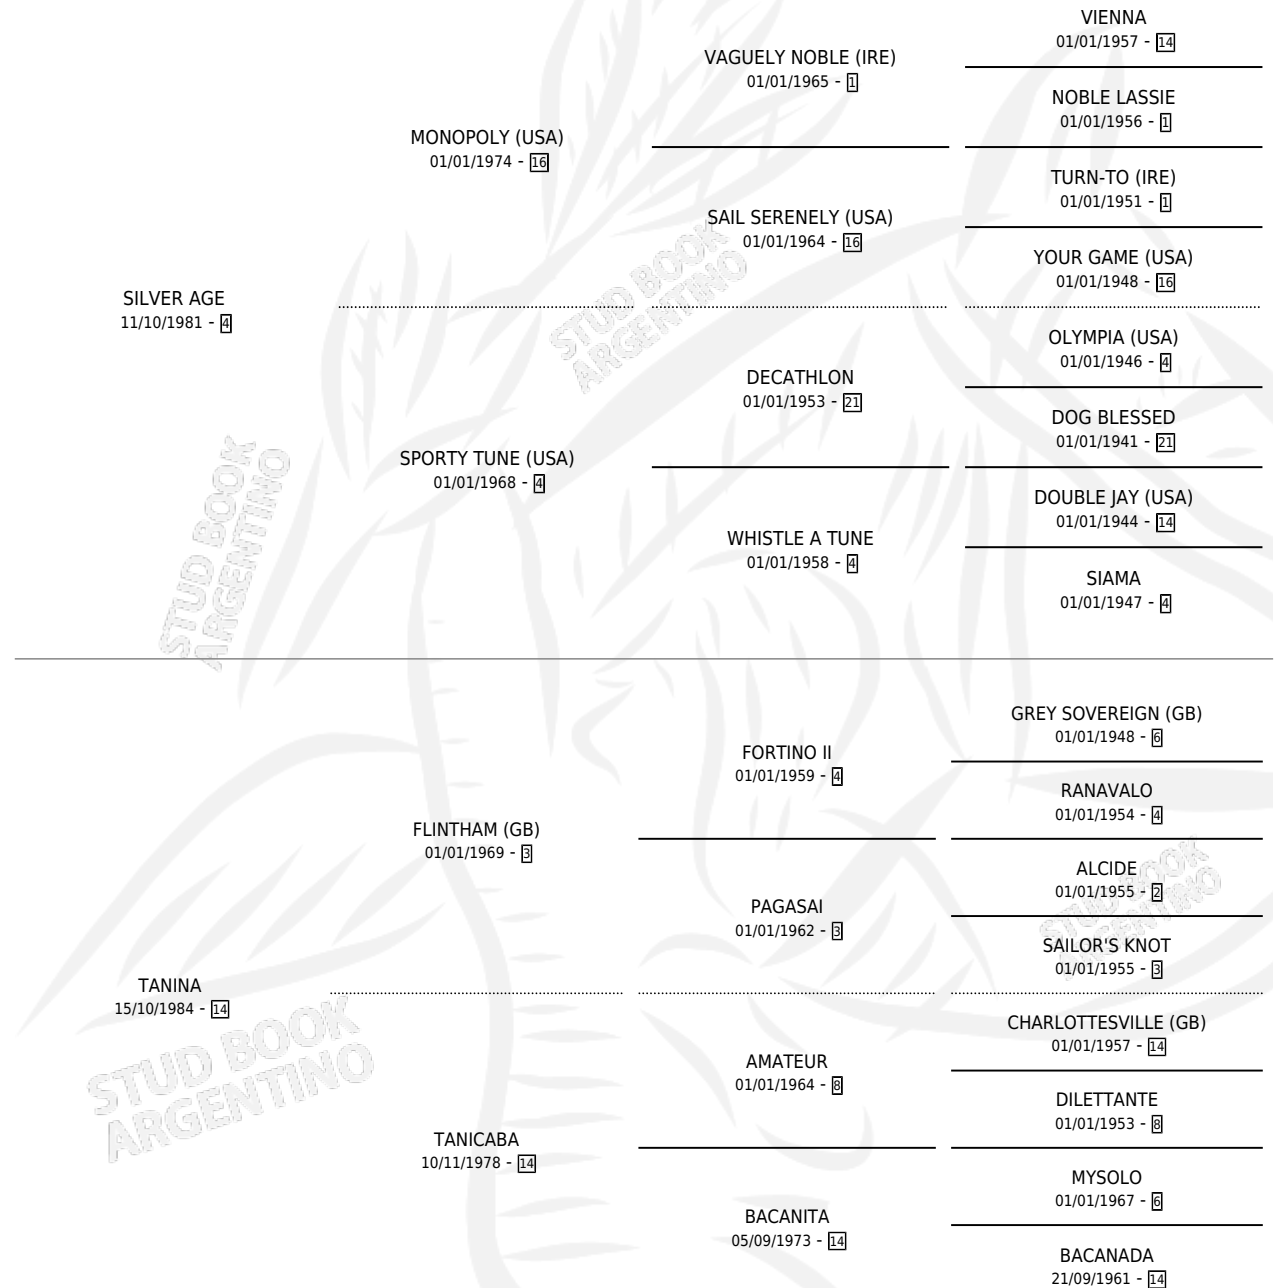 VIENNA
01/01/1957 - 14
VAGUELY NOBLE (IRE)
01/01/1965 - 1
NOBLE LASSIE
01/01/1956 - 1
MONOPOLY (USA)
01/01/1974 - 16
TURN-TO (IRE)
01/01/1951 - 1
SAIL SERENELY (USA)
01/01/1964 - 16
YOUR GAME (USA)
01/01/1948 - 16
SILVER AGE
11/10/1981 - 4
STUD BOOK
ARGENTINO
OLYMPIA (USA)
01/01/1946 - 4
DECATHLON
01/01/1953 - 21
DOG BLESSED
01/01/1941 - 21
SPORTY TUNE (USA)
01/01/1968 - 4
DOUBLE JAY (USA)
01/01/1944 - 14
WHISTLE A TUNE
01/01/1958 - 4
SIAMA
01/01/1947 - 4
STUD BOOK
ARGENTINO
GREY SOVEREIGN (GB)
01/01/1948 - 6
FORTINO II
01/01/1959 - 4
RANAVALO
01/01/1954 - 4
FLINTHAM (GB)
01/01/1969 - 3
ALCIDE
01/01/1955 - 2
PAGASAI
01/01/1962 - 3
SAILOR'S KNOT
01/01/1955 - 3
STUD BOOK
ARGENTINO
TANINA
15/10/1984 - 14
CHARLOTTESVILLE (GB)
01/01/1957 - 14
AMATEUR
01/01/1964 - 8
DILETTANTE
01/01/1953 - 8
STUD BOOK
ARGENTINO
TANICABA
10/11/1978 - 14
MYSOLO
01/01/1967 - 6
BACANITA
05/09/1973 - 14
BACANADA
21/09/1961 - 14